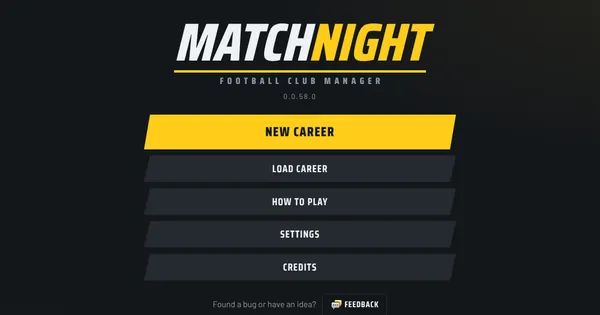 MATCHNIGHT
FOOTBALL CLUB MANAGER
0.0.58.0
NEW CAREER
LOAD CAREER
HOW TO PLAY
SETTINGS
CREDITS
Found a bug or have an idea? FEEDBACK